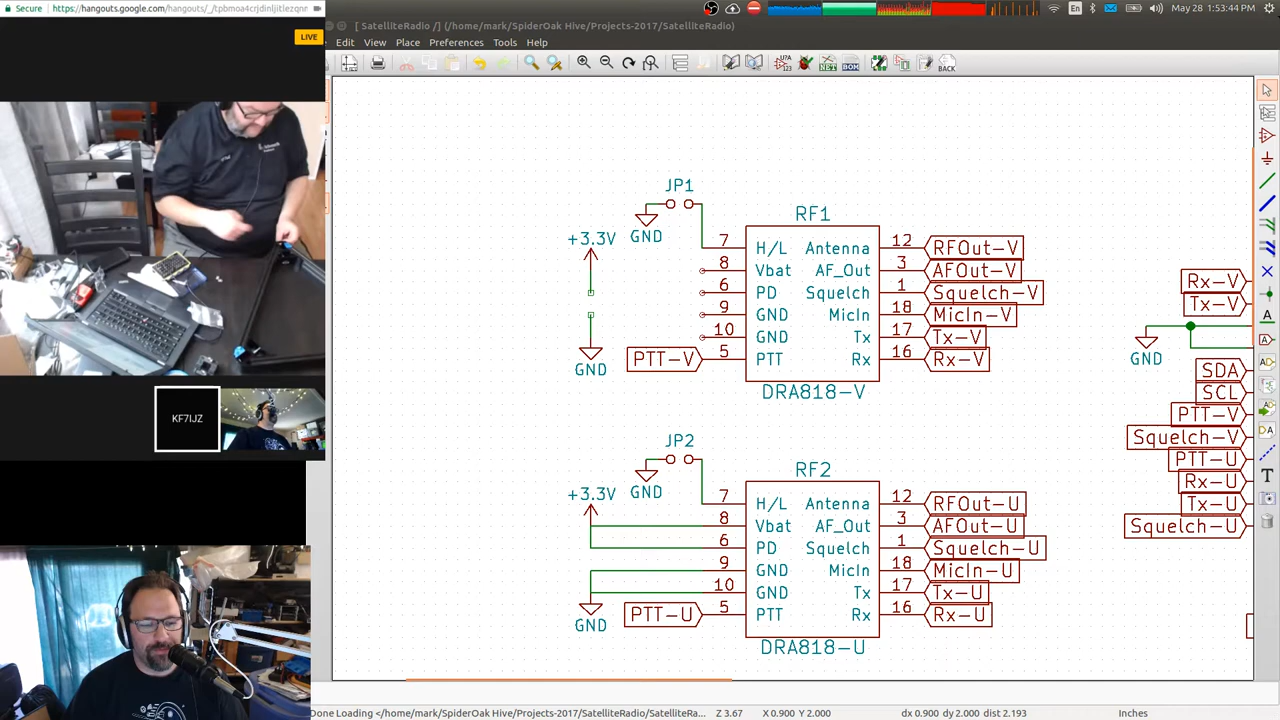 Secure
https://hangouts.google.com/hangouts/_/tpbmoa4crjdinljitlezqnn
LIVE
KF7IJZ
[ SatelliteRadio /] (/home/mark/SpiderOak Hive/Projects-2017/SatelliteRadio)
En
May 28 1:53:44 PM
Edit View Place Preferences Tools Help
NET
BOM
BACK
JP1
GND
+3.3V
GND
RF1
7 H/L Antenna 12 RFOut-V
8 Vbat AF_Out 3 AFOut-V
6 PD Squelch 1 Squelch-V
9 GND MicIn 18 MicIn-V
10 GND Tx 17 Tx-V
PTT-V 5 PTT Rx 16 Rx-V
DRA818-V
JP2
GND
+3.3V
GND
RF2
7 H/L Antenna 12 RFOut-U
8 Vbat AF_Out 3 AFOut-U
6 PD Squelch 1 Squelch-U
9 GND MicIn 18 MicIn-U
10 GND Tx 17 Tx-U
PTT-U 5 PTT Rx 16 Rx-U
DRA818-U
Rx-V
Tx-V
GND
SDA
SCL
PTT-V
Squelch-V
PTT-U
Rx-U
Tx-U
Squelch-U
Done Loading </home/mark/SpiderOak Hive/Projects-2017/SatelliteRadio/SatelliteRa...
Z 3.67
X 0.900 Y 2.000
dx 0.900 dy 2.000 dist 2.193
Inches